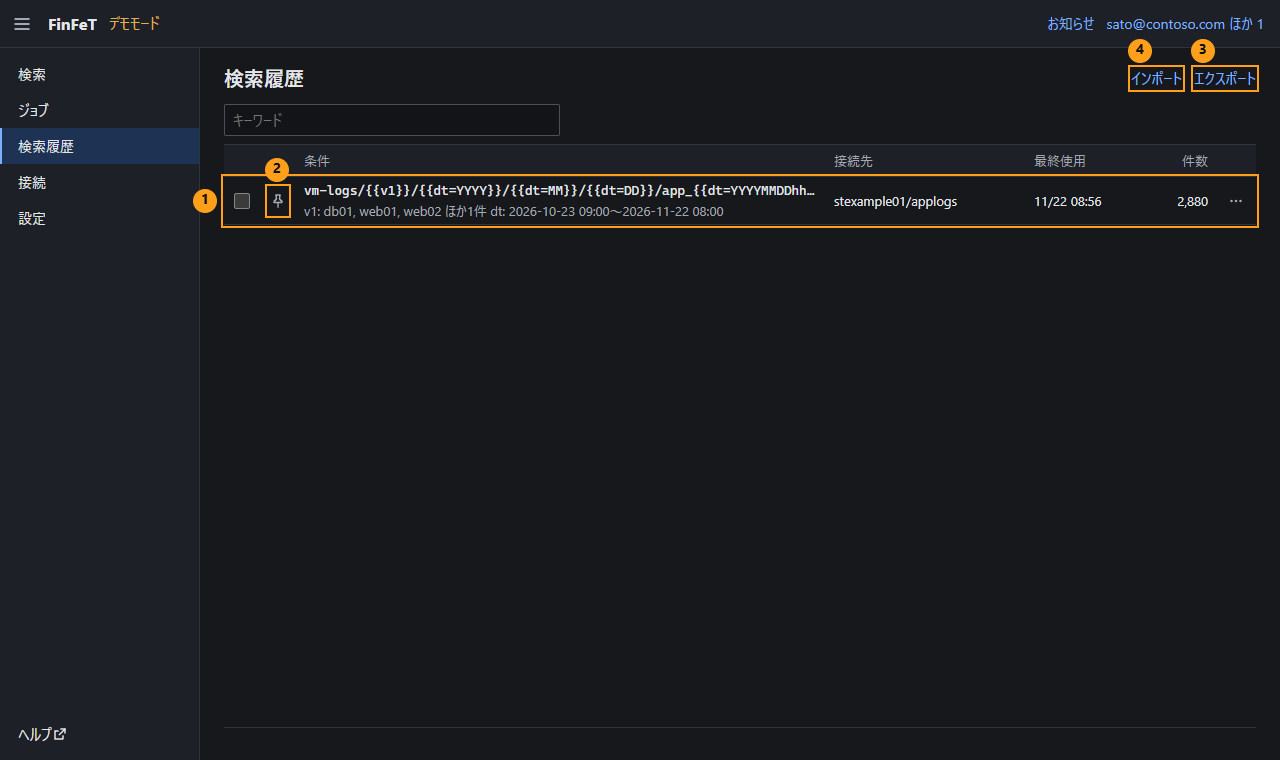 FinFeT デモモード
お知らせ sato@contoso.com ほか 1
検索
ジョブ
検索履歴
接続
設定
ヘルプ
検索履歴
4 3
インポート エクスポート
キーワード
条件 接続先 最終使用 件数
1 2
vm-logs/{{v1}}/{{dt=YYYY}}/{{dt=MM}}/{{dt=DD}}/app_{{dt=YYYYMMDDhh…
v1: db01, web01, web02 ほか1件 dt: 2026-10-23 09:00～2026-11-22 08:00
stexample01/applogs 11/22 08:56 2,880 …